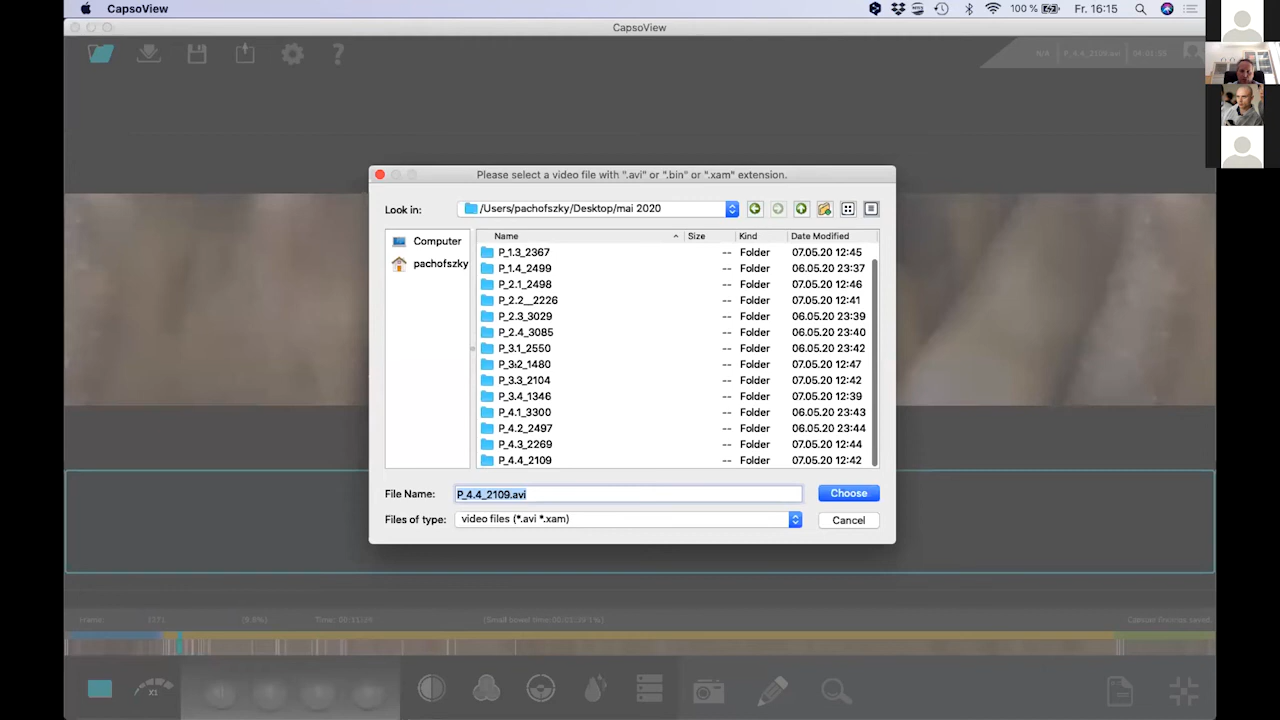 CapsoView
100 %
Fr. 16:15
CapsoView
N/A
P_4.4_2109.avi
Please select a video file with ".avi" or ".bin" or ".xam" extension.
Look in:
/Users/pachofszky/Desktop/mai 2020
Computer
pachofszky
Name
Size
Kind
Date Modified
P_1.3_2367 -- Folder 07.05.20 12:45
P_1.4_2499 -- Folder 06.05.20 23:37
P_2.1_2498 -- Folder 07.05.20 12:46
P_2.2__2226 -- Folder 07.05.20 12:41
P_2.3_3029 -- Folder 06.05.20 23:39
P_2.4_3085 -- Folder 06.05.20 23:40
P_3.1_2550 -- Folder 06.05.20 23:42
P_3.2_1480 -- Folder 07.05.20 12:47
P_3.3_2104 -- Folder 07.05.20 12:42
P_3.4_1346 -- Folder 07.05.20 12:39
P_4.1_3300 -- Folder 06.05.20 23:43
P_4.2_2497 -- Folder 06.05.20 23:44
P_4.3_2269 -- Folder 07.05.20 12:44
P_4.4_2109 -- Folder 07.05.20 12:42
File Name:
P_4.4_2109.avi
Choose
Files of type:
video files (*.avi *.xam)
Cancel
Frame:
X1